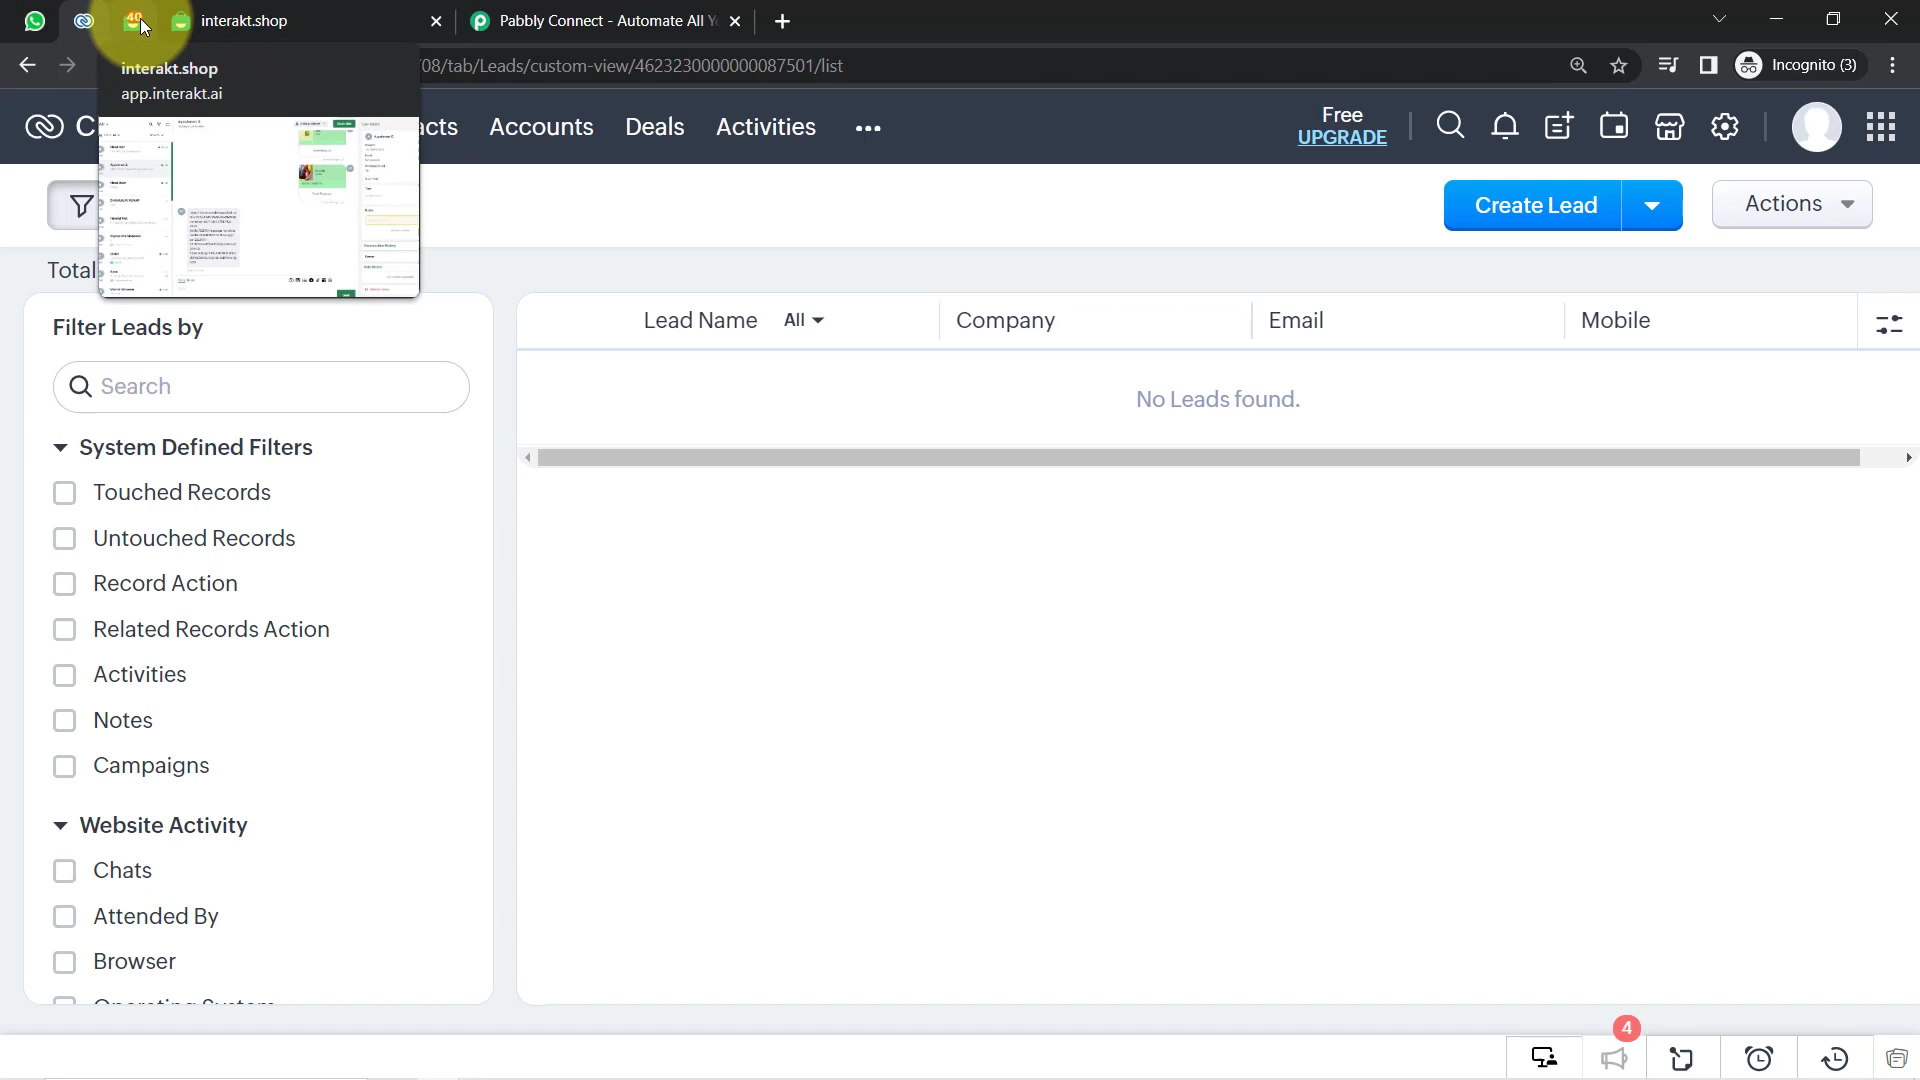 40
interakt.shop
Pabbly Connect - Automate All Y
interakt.shop
app.interakt.ai
08/tab/Leads/custom-view/4623230000000087501/list
Incognito (3)
C
acts
Accounts
Deals
Activities
Free
UPGRADE
Create Lead
Actions
Total
Filter Leads by
Search
System Defined Filters
Touched Records
Untouched Records
Record Action
Related Records Action
Activities
Notes
Campaigns
Website Activity
Chats
Attended By
Browser
Operating System
Lead Name
All
Company
Email
Mobile
No Leads found.
4